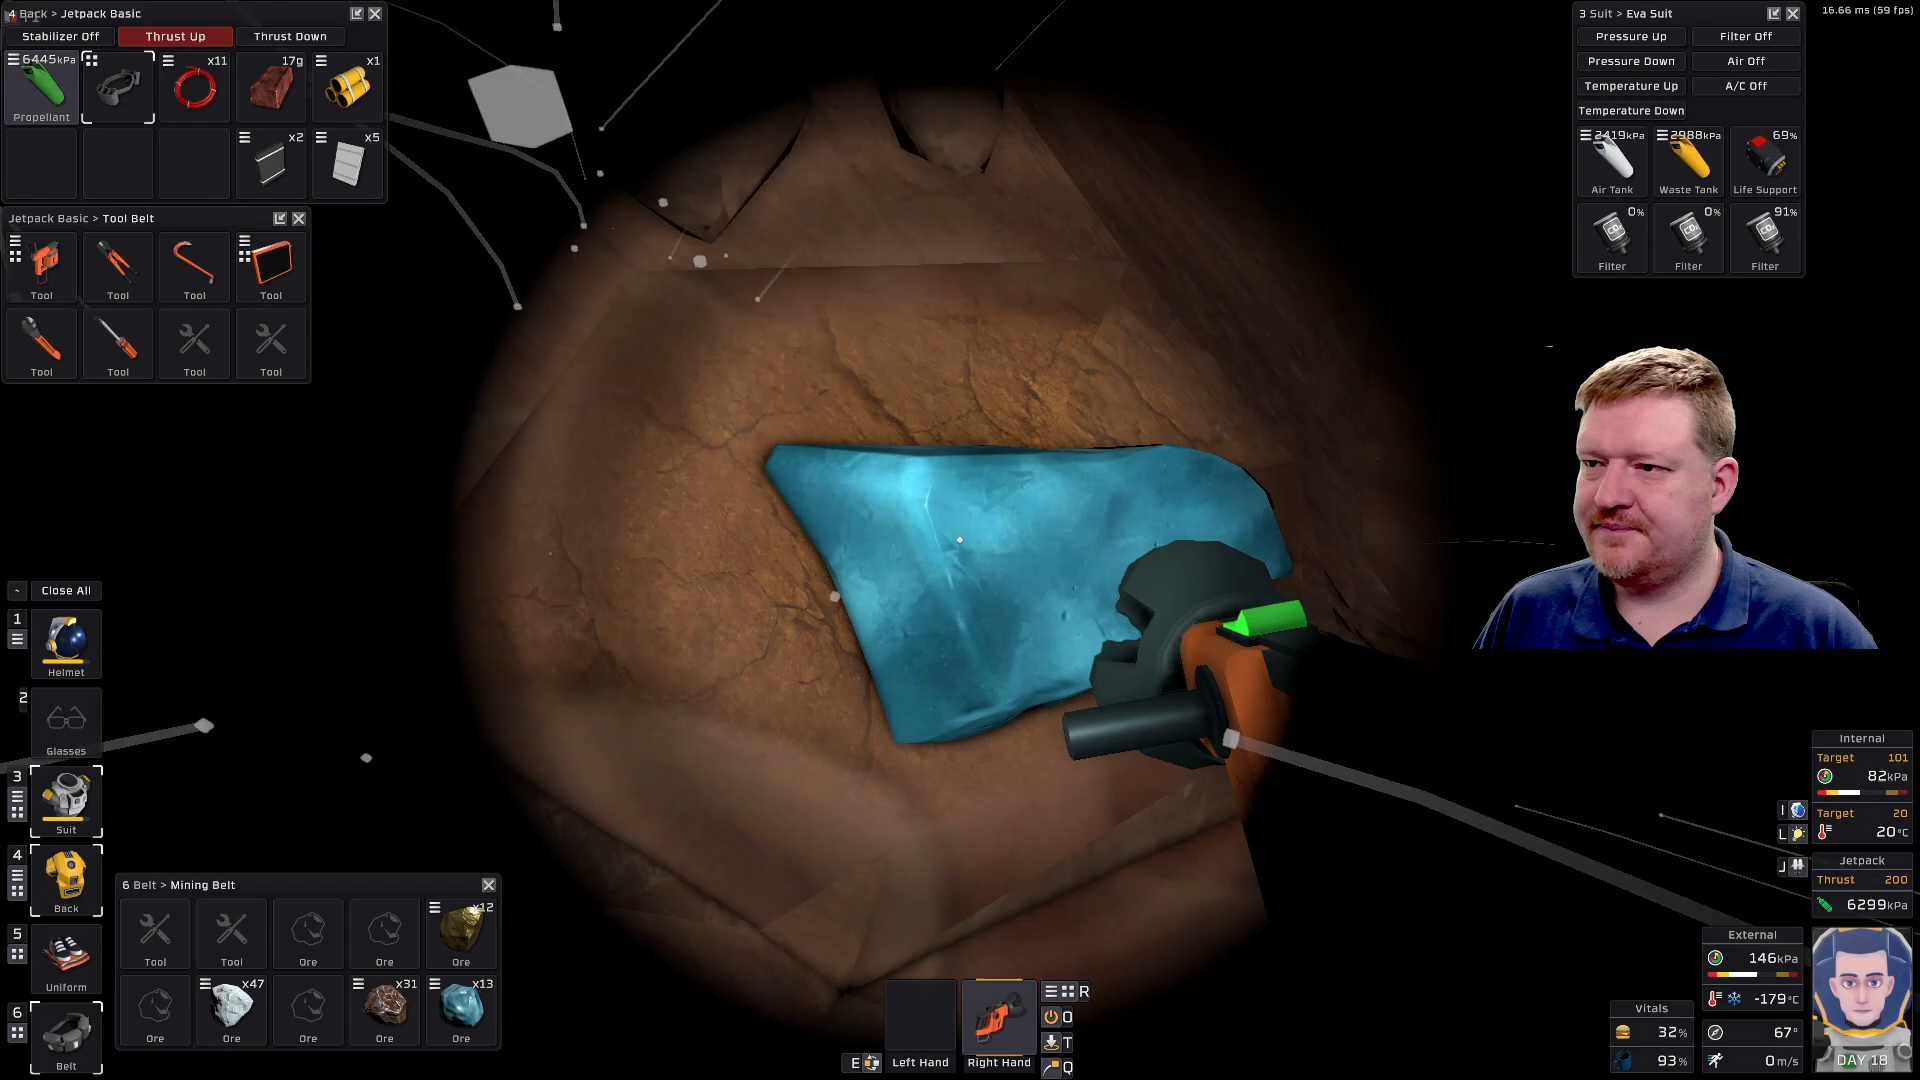 4 Back > Jetpack Basic
Stabilizer Off
Thrust Up
Thrust Down
6445kPa
x11
17g
x1
Propellant
x2
x5
Jetpack Basic > Tool Belt
Tool
Tool
Tool
Tool
Tool
Tool
Tool
Tool
3 Suit > Eva Suit
16.66 ms (59 fps)
Pressure Up
Filter Off
Pressure Down
Air Off
Temperature Up
A/C Off
Temperature Down
2419kPa
2988kPa
69%
Air Tank
Waste Tank
Life Support
0%
0%
91%
CO₂
CO₂
CO₂
Filter
Filter
Filter
~ Close All
1
Helmet
2
Glasses
3
Suit
4
Back
5
Uniform
6
Belt
6 Belt > Mining Belt
x12
Tool
Tool
Ore
Ore
Ore
x47
x31
x13
Ore
Ore
Ore
Ore
Ore
R
O
T
E
Left Hand
Right Hand
Q
Internal
Target 101
82kPa
I
Target 20
L
20°C
J
Jetpack
Thrust 200
6299kPa
External
146kPa
-179°C
Vitals
32%
67°
93%
0m/s
DAY 18